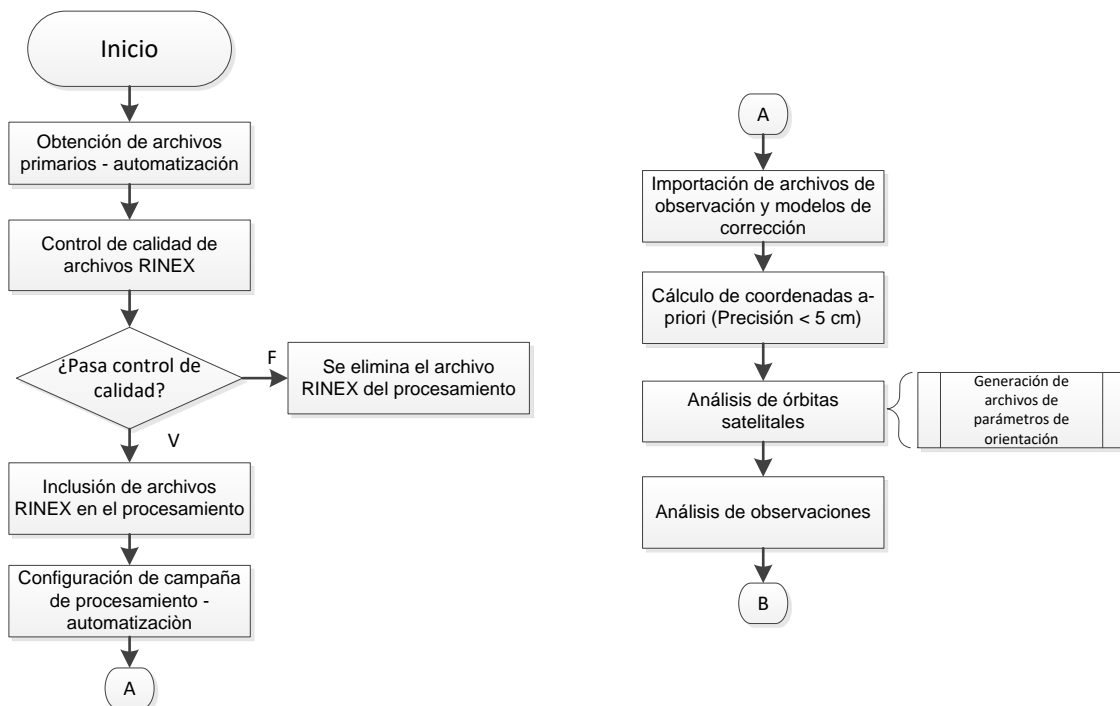 Inicio
Obtención de archivos
primarios - automatización
Control de calidad de
archivos RINEX
¿Pasa control de
calidad?
F
Se elimina el archivo
RINEX del procesamiento
V
Inclusión de archivos
RINEX en el procesamiento
Configuración de campaña
de procesamiento -
automatizaciòn
A
A
Importación de archivos de
observación y modelos de
corrección
Cálculo de coordenadas a-
priori (Precisión < 5 cm)
Análisis de órbitas
satelitales
Generación de
archivos de
parámetros de
orientación
Análisis de observaciones
B